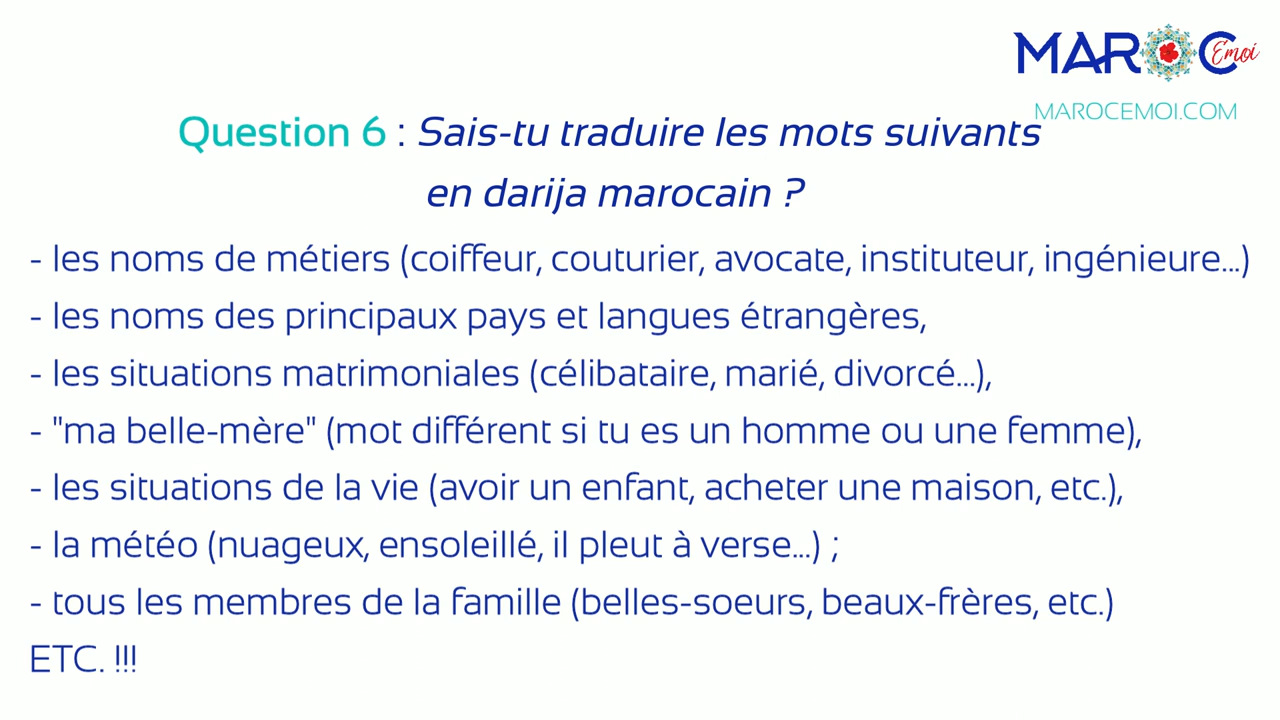 MAROC Emoi
MAROCEMOI.COM
Question 6 : Sais-tu traduire les mots suivants
en darija marocain ?
- les noms de métiers (coiffeur, couturier, avocate, instituteur, ingénieure...)
- les noms des principaux pays et langues étrangères,
- les situations matrimoniales (célibataire, marié, divorcé...),
- "ma belle-mère" (mot différent si tu es un homme ou une femme),
- les situations de la vie (avoir un enfant, acheter une maison, etc.),
- la météo (nuageux, ensoleillé, il pleut à verse...) ;
- tous les membres de la famille (belles-soeurs, beaux-frères, etc.)
ETC. !!!